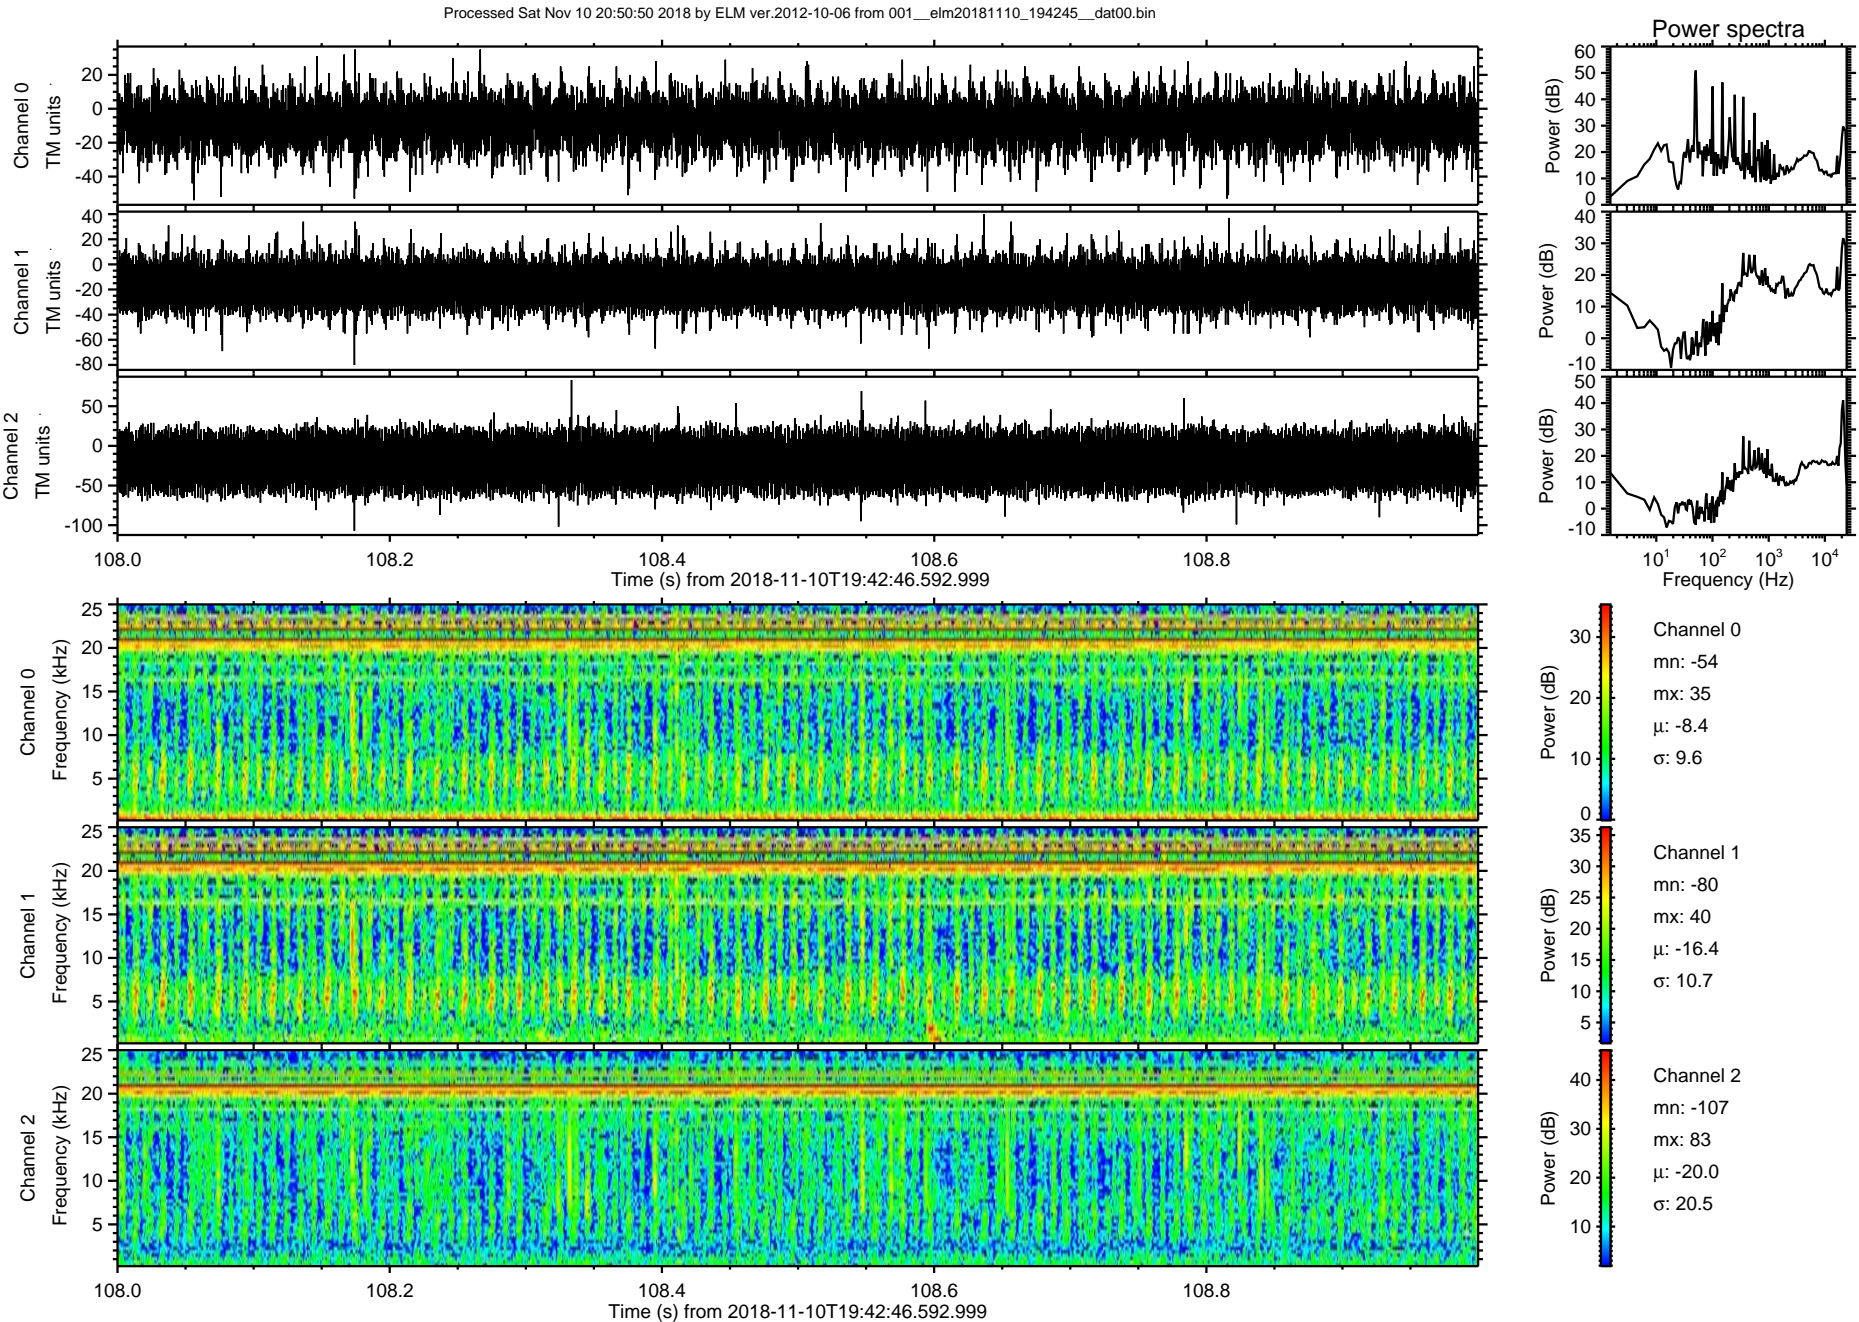 Processed Sat Nov 10 20:50:50 2018 by ELM ver.2012-10-06 from 001__elm20181110_194245__dat00.bin
Power spectra
Channel 0
TM units
20
0
-20
-40
Power (dB)
60
50
40
30
20
10
0
Channel 1
TM units
40
20
0
-20
-40
-60
-80
Power (dB)
40
30
20
10
0
-10
Channel 2
TM units
50
0
-50
-100
Power (dB)
50
40
30
20
10
0
-10
108.0 108.2 108.4 108.6 108.8
Time (s) from 2018-11-10T19:42:46.592.999
10^1 10^2 10^3 10^4
Frequency (Hz)
Channel 0
Frequency (kHz)
25
20
15
10
5
Power (dB)
30
20
10
0
Channel 0
mn: -54
mx: 35
μ: -8.4
σ: 9.6
Channel 1
Frequency (kHz)
25
20
15
10
5
Power (dB)
35
30
25
20
15
10
5
Channel 1
mn: -80
mx: 40
μ: -16.4
σ: 10.7
Channel 2
Frequency (kHz)
25
20
15
10
5
Power (dB)
40
30
20
10
Channel 2
mn: -107
mx: 83
μ: -20.0
σ: 20.5
108.0 108.2 108.4 108.6 108.8
Time (s) from 2018-11-10T19:42:46.592.999